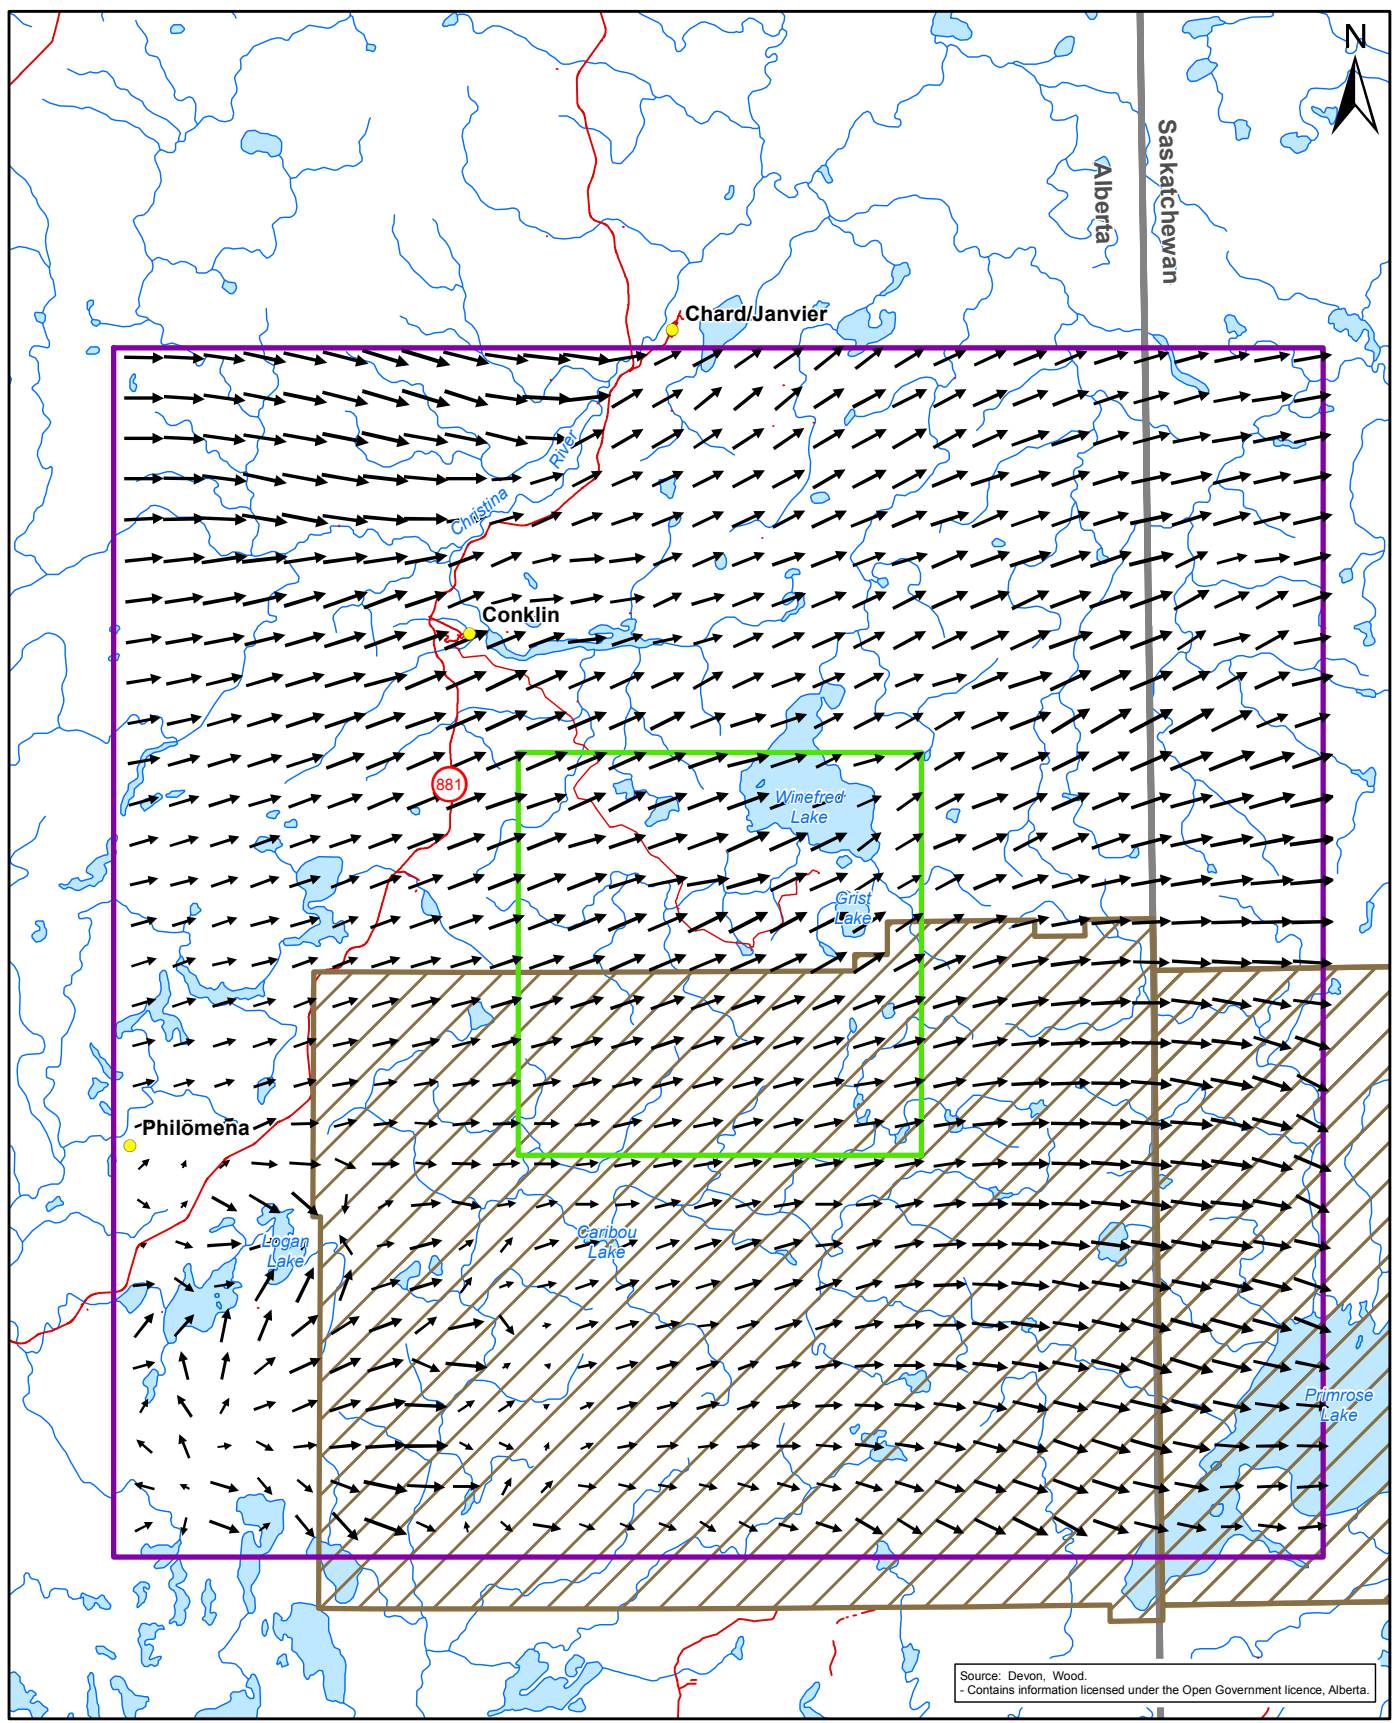 N
Saskatchewan
Alberta
Chard/Janvier
River
Christina
Conklin
881
Winefred
Lake
Grist
Lake
Philomena
Logan
Lake
Caribou
Lake
Primrose
Lake
Source: Devon, Wood.
- Contains information licensed under the Open Government licence, Alberta.